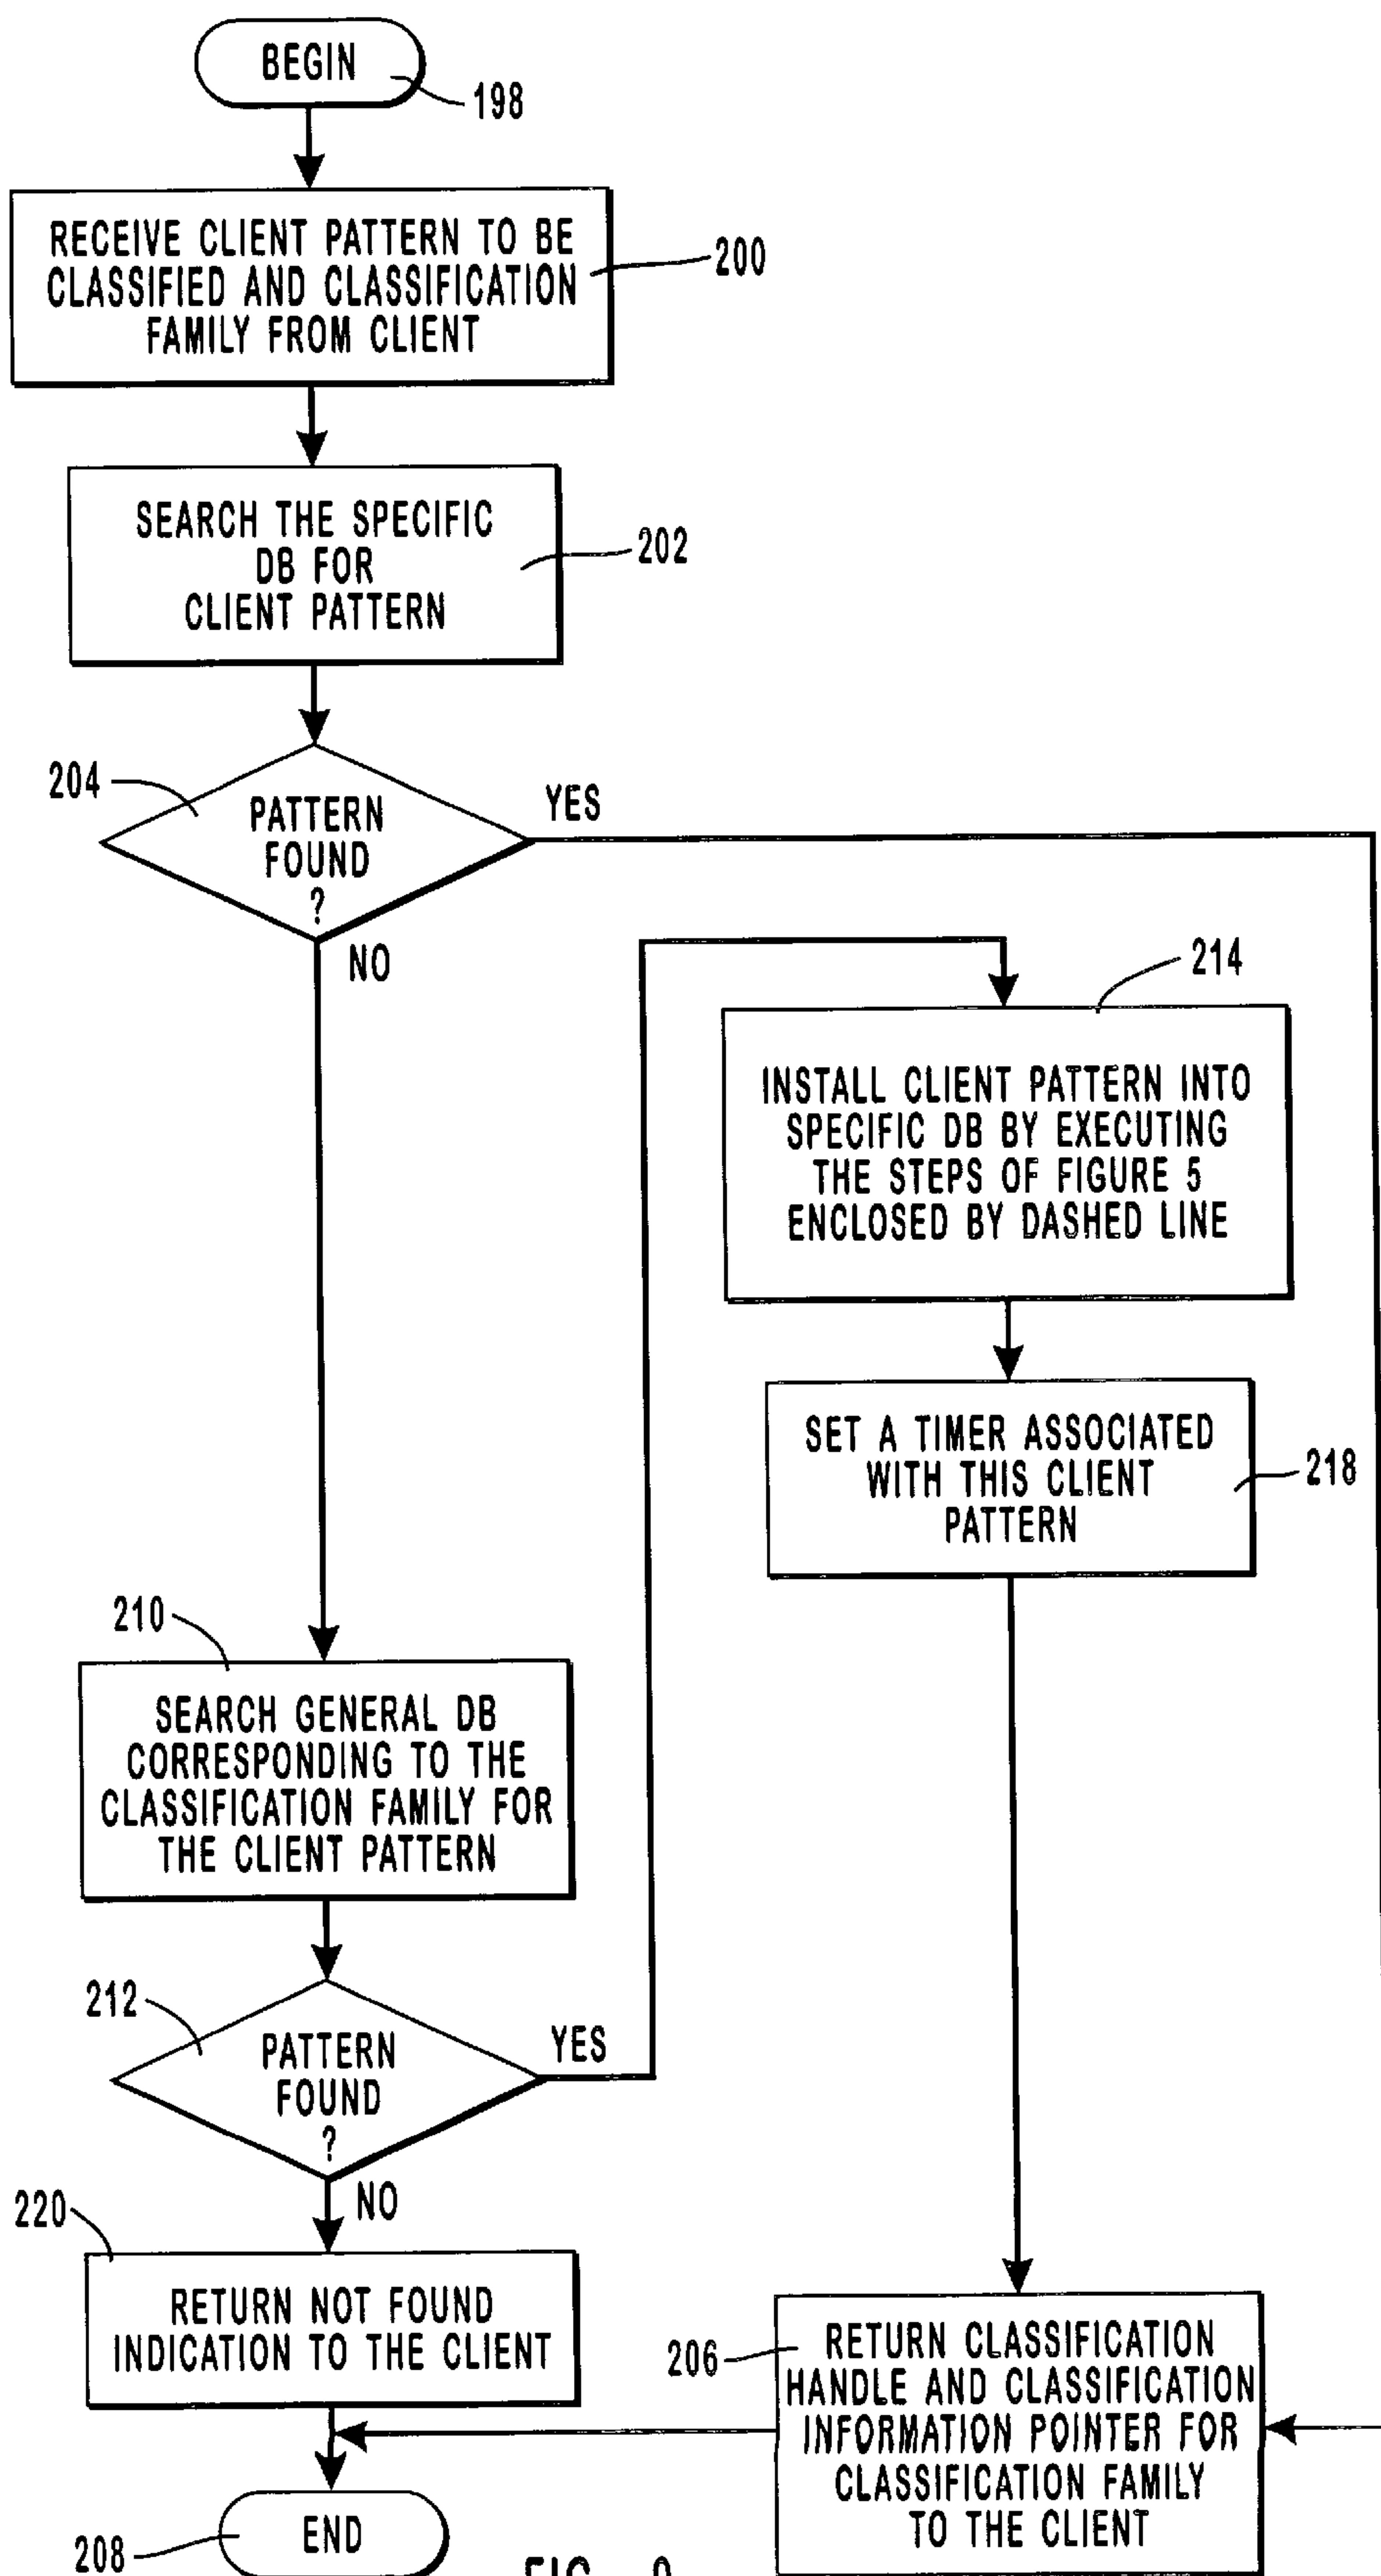 BEGIN
198
RECEIVE CLIENT PATTERN TO BE
CLASSIFIED AND CLASSIFICATION
FAMILY FROM CLIENT
200
SEARCH THE SPECIFIC
DB FOR
CLIENT PATTERN
202
204
PATTERN
FOUND
?
YES
NO
214
INSTALL CLIENT PATTERN INTO
SPECIFIC DB BY EXECUTING
THE STEPS OF FIGURE 5
ENCLOSED BY DASHED LINE
SET A TIMER ASSOCIATED
WITH THIS CLIENT
PATTERN
218
210
SEARCH GENERAL DB
CORRESPONDING TO THE
CLASSIFICATION FAMILY FOR
THE CLIENT PATTERN
212
PATTERN
FOUND
?
YES
NO
220
RETURN NOT FOUND
INDICATION TO THE CLIENT
206
RETURN CLASSIFICATION
HANDLE AND CLASSIFICATION
INFORMATION POINTER FOR
CLASSIFICATION FAMILY
TO THE CLIENT
END
208
FIG.